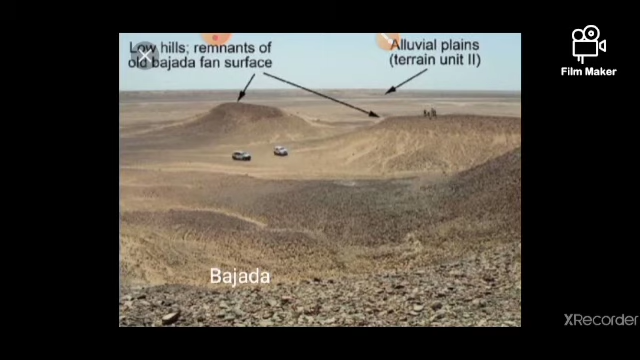 Low hills; remnants of
old bajada fan surface
Alluvial plains
(terrain unit II)
Film Maker
Bajada
XRecorder